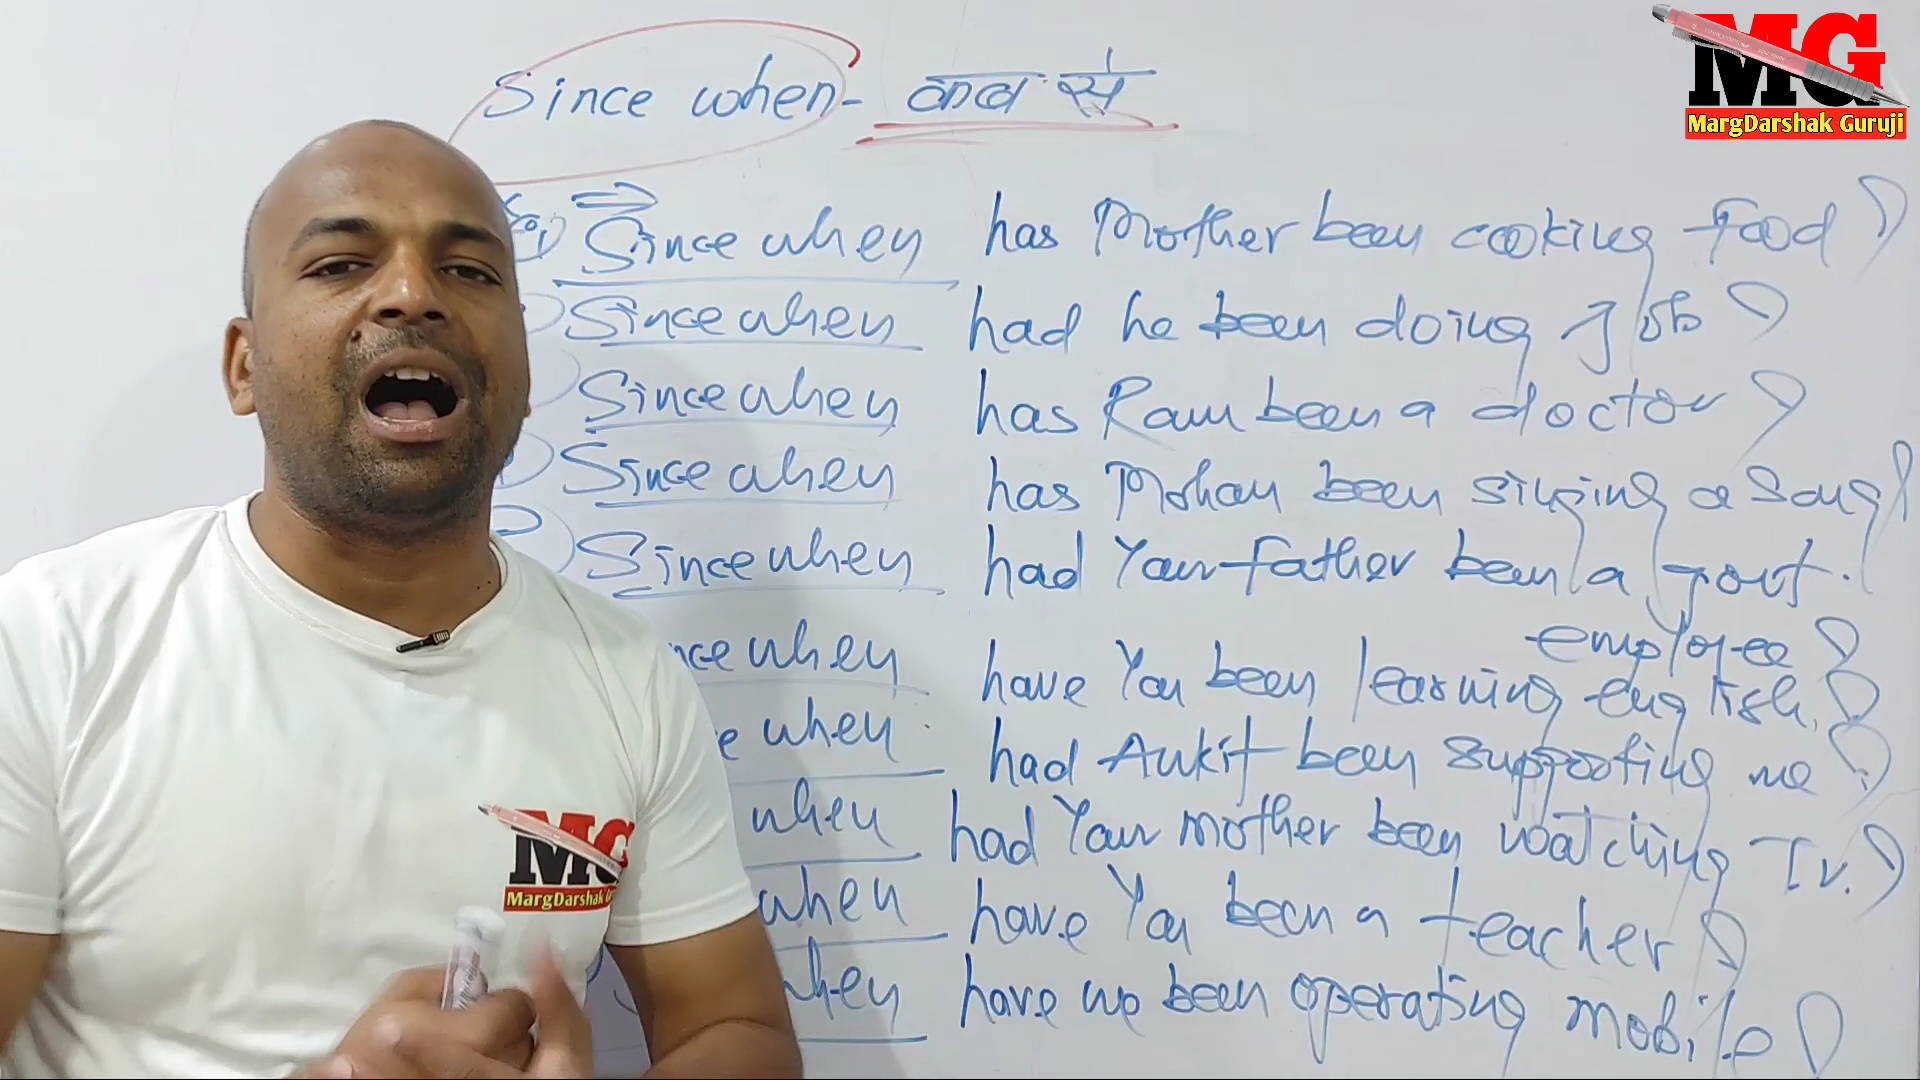 MG
MargDarshak Guruji
Since when - कब से
Since when has Mother been cooking food?
Since when had he been doing Job?
Since when has Ram been a doctor?
Since when has Mohan been singing a song?
Since when had Your father been a govt.
employee?
nce when have You been learning english.?
e when had Ankit been supporting me?
when had Your mother been watching T.v.?
when have You been a teacher?
when have we been operating mobile?
MG
MargDarshak